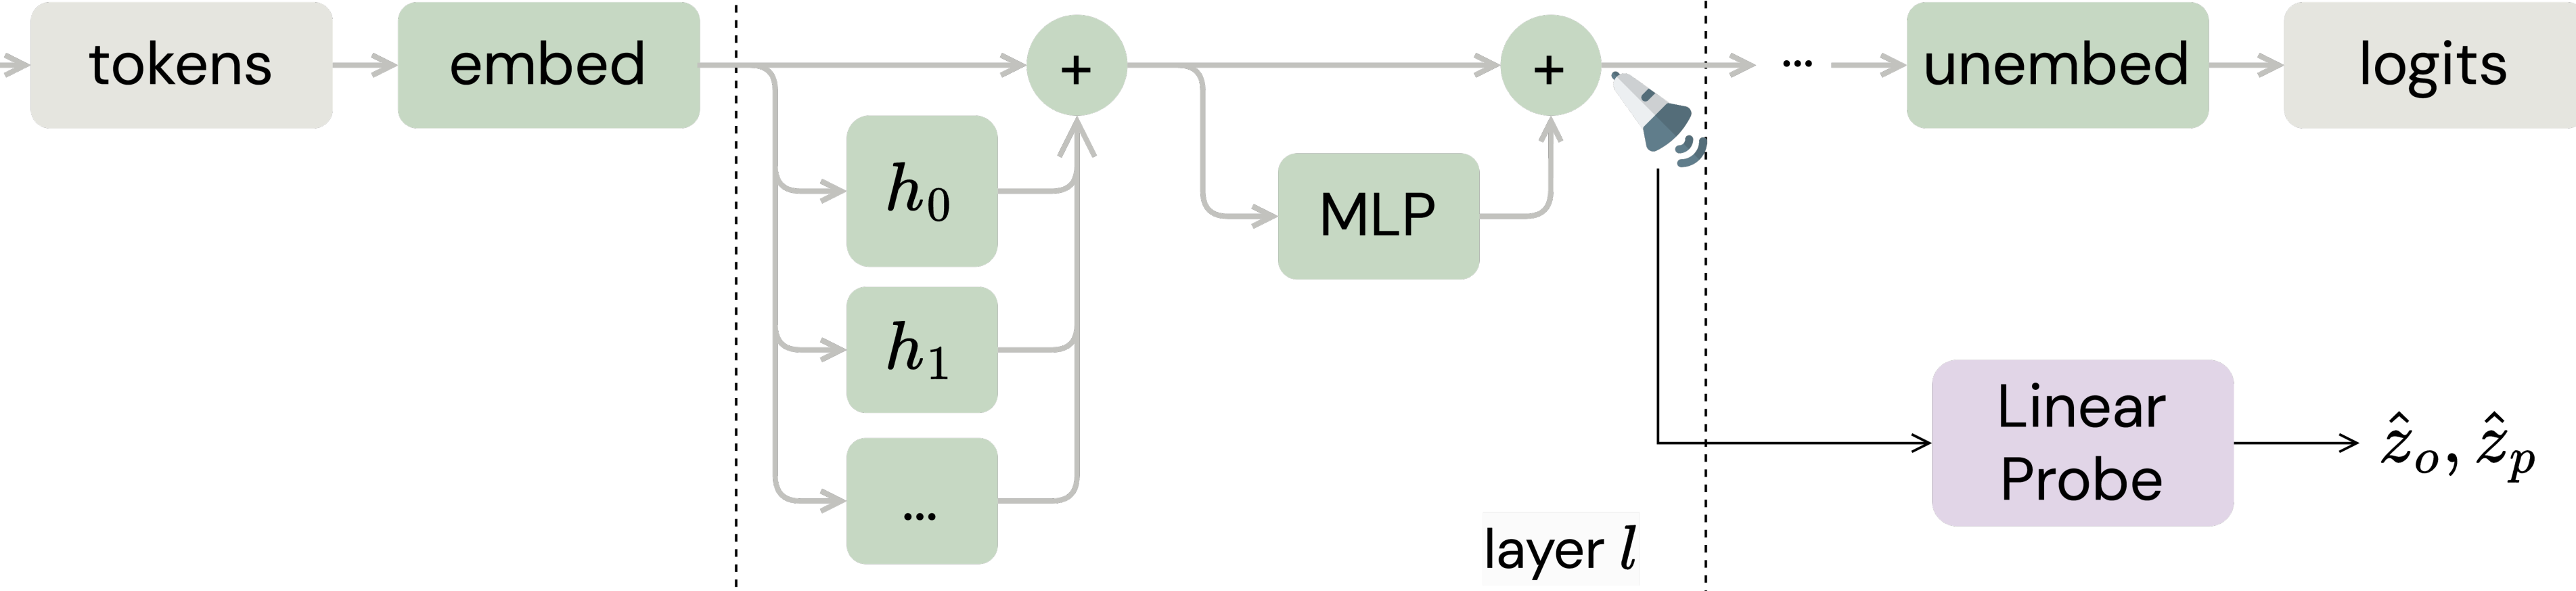 tokens
embed
+
+
...
unembed
logits
h₀
h₁
...
MLP
layer l
Linear
Probe
ẑₒ, ẑₚ